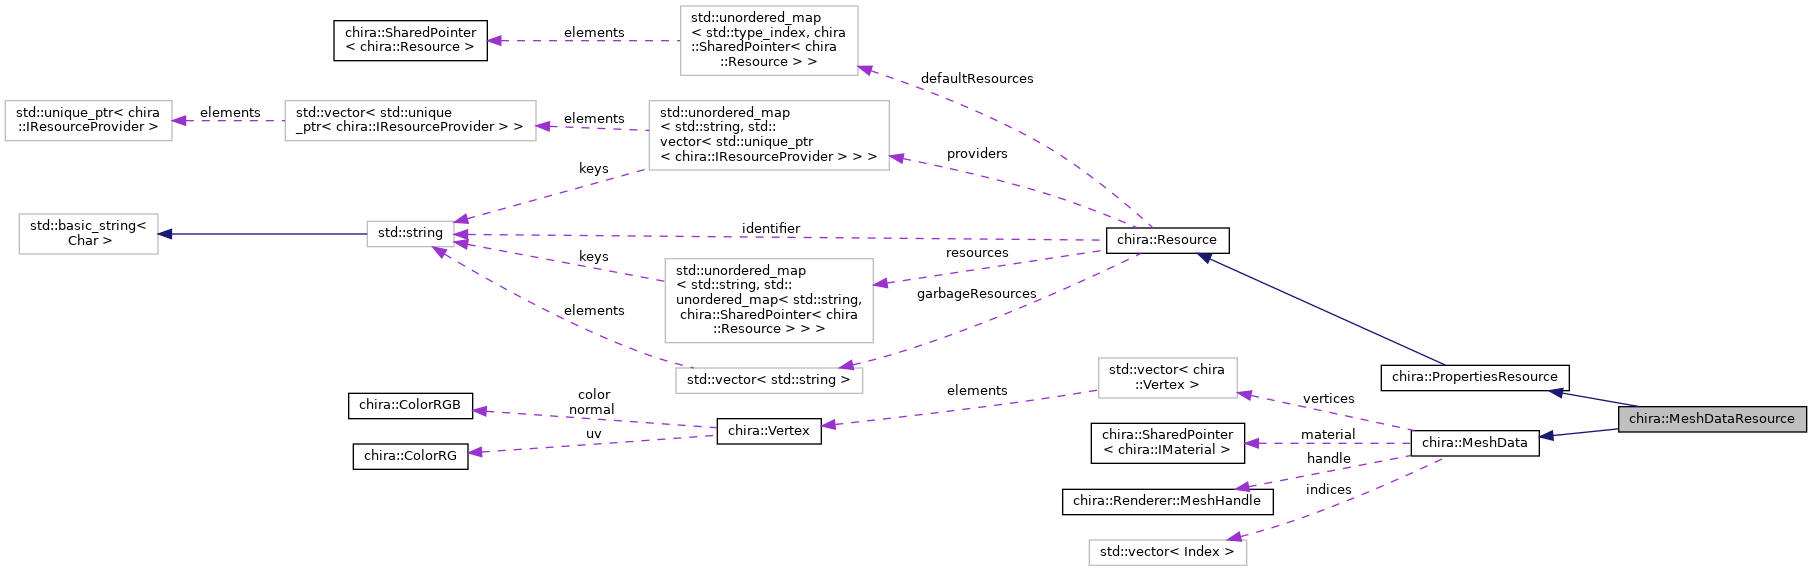 std::unordered_map
< std::type_index, chira
::SharedPointer< chira
::Resource > >
chira::SharedPointer
< chira::Resource >
elements
defaultResources
std::unique_ptr< chira
::IResourceProvider >
elements
std::vector< std::unique
_ptr< chira::IResourceProvider > >
elements
std::unordered_map
< std::string, std::
vector< std::unique_ptr
< chira::IResourceProvider > > >
providers
keys
std::basic_string<
Char >
std::string
identifier
chira::Resource
keys
resources
std::unordered_map
< std::string, std::
unordered_map< std::string,
chira::SharedPointer< chira
::Resource > > >
garbageResources
elements
std::vector< std::string >
std::vector< chira
::Vertex >
chira::PropertiesResource
chira::ColorRGB
color
normal
elements
vertices
chira::MeshDataResource
chira::Vertex
uv
chira::ColorRG
chira::SharedPointer
< chira::IMaterial >
material
chira::MeshData
handle
chira::Renderer::MeshHandle
indices
std::vector< Index >